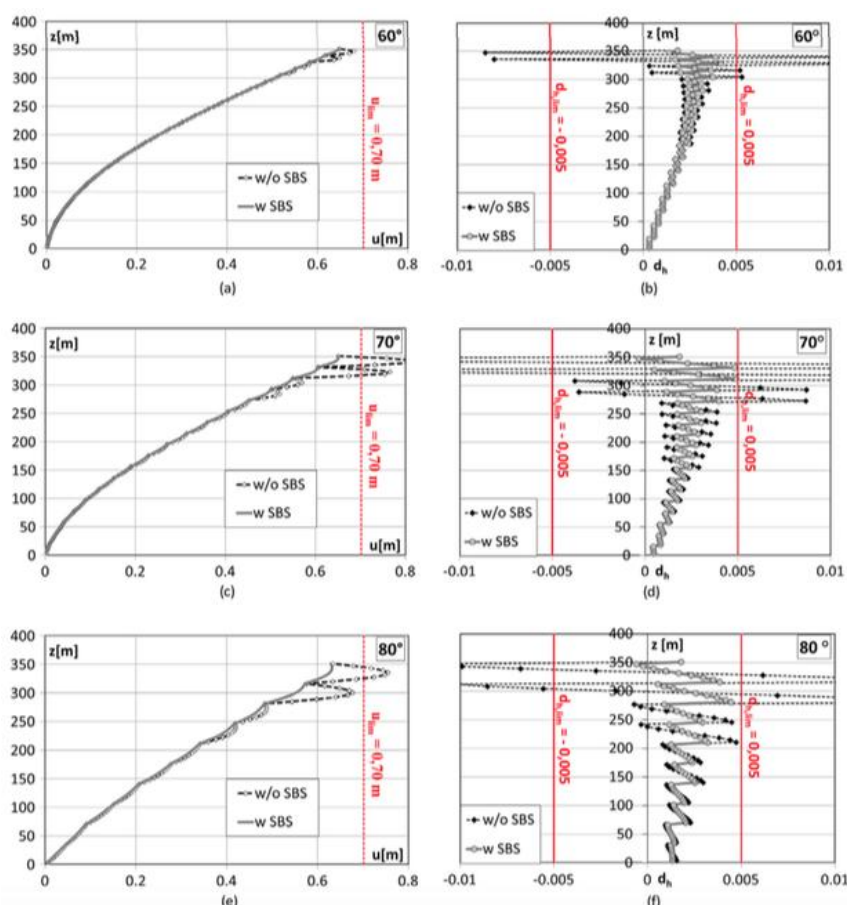 z[m]
60°
400
350
300
250
200
150
100
50
0
u_lim = 0,70 m
w/o SBS
w SBS
u[m]
0
0.2
0.4
0.6
0.8
(a)
z [m]
60°
400
350
300
250
200
150
100
50
0
d_h,lim = - 0,005
d_h,lim = 0,005
w/o SBS
w SBS
-0.01
-0.005
0
d_h
0.005
0.01
(b)
z[m]
70°
400
350
300
250
200
150
100
50
0
u_lim = 0,70 m
w/o SBS
w SBS
u[m]
0
0.2
0.4
0.6
0.8
(c)
z [m]
70°
400
350
300
250
200
150
100
50
0
d_h,lim = - 0,005
d_h,lim = 0,005
w/o SBS
w SBS
-0.01
-0.005
0
d_h
0.005
0.01
(d)
z[m]
80°
400
350
300
250
200
150
100
50
0
u_lim = 0,70 m
w/o SBS
w SBS
u[m]
0
0.2
0.4
0.6
0.8
(e)
z [m]
80 °
400
350
300
250
200
150
100
50
0
d_h,lim = - 0,005
d_h,lim = 0,005
w/o SBS
w SBS
-0.01
-0.005
0
d_h
0.005
0.01
(f)